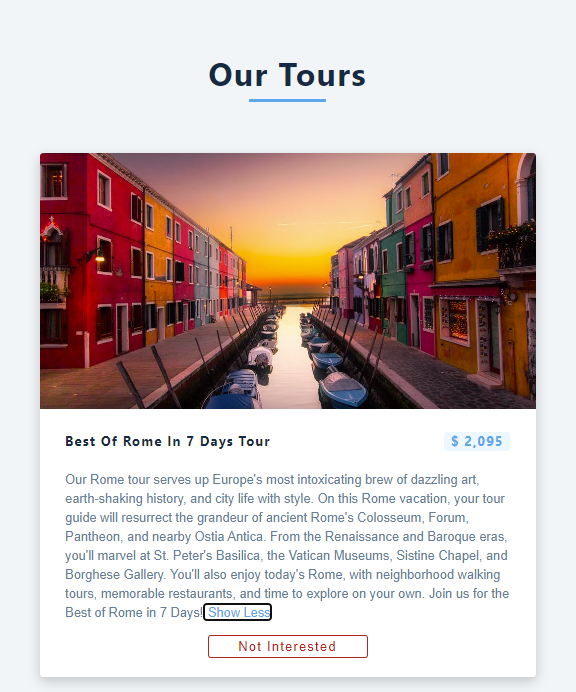 Our Tours
Best Of Rome In 7 Days Tour
$ 2,095
Our Rome tour serves up Europe's most intoxicating brew of dazzling art,
earth-shaking history, and city life with style. On this Rome vacation, your tour
guide will resurrect the grandeur of ancient Rome's Colosseum, Forum,
Pantheon, and nearby Ostia Antica. From the Renaissance and Baroque eras,
you'll marvel at St. Peter's Basilica, the Vatican Museums, Sistine Chapel, and
Borghese Gallery. You'll also enjoy today's Rome, with neighborhood walking
tours, memorable restaurants, and time to explore on your own. Join us for the
Best of Rome in 7 Days! Show Less
Not Interested